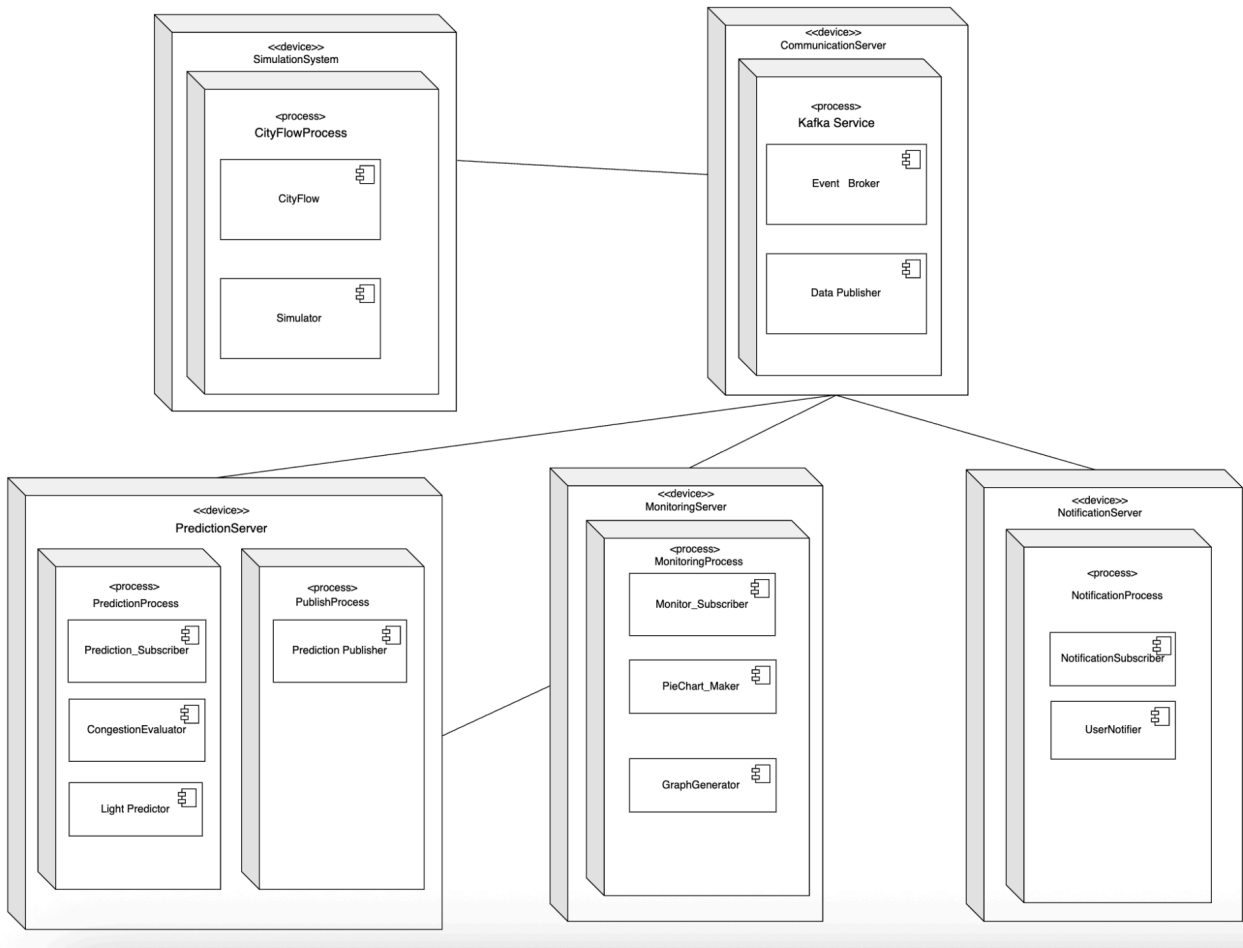 <<device>>
SimulationSystem
<process>
CityFlowProcess
CityFlow
Simulator
<<device>>
CommunicationServer
<process>
Kafka Service
Event Broker
Data Publisher
<<device>>
PredictionServer
<process>
PredictionProcess
Prediction_Subscriber
CongestionEvaluator
Light Predictor
<process>
PublishProcess
Prediction Publisher
<<device>>
MonitoringServer
<process>
MonitoringProcess
Monitor_Subscriber
PieChart_Maker
GraphGenerator
<<device>>
NotificationServer
<process>
NotificationProcess
NotificationSubscriber
UserNotifier